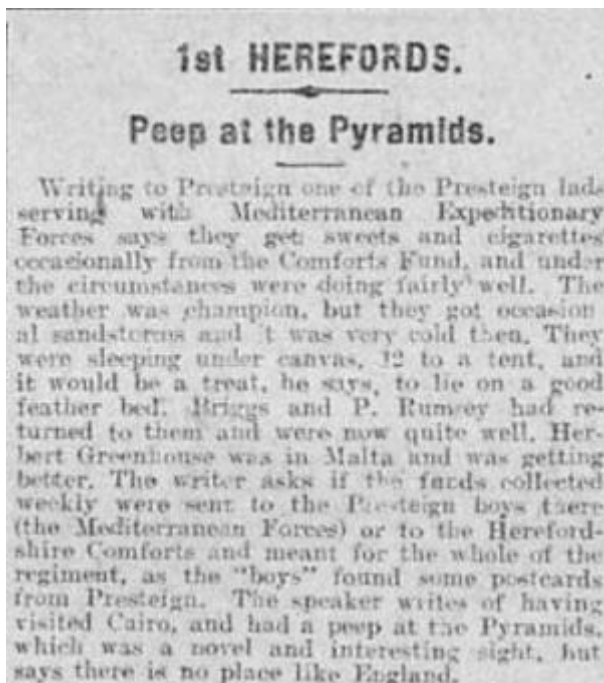 1st HEREFORDS.
Peep at the Pyramids.
Writing to Presteign one of the Presteign lads
serving with Mediterranean Expeditionary
Forces says they get sweets and cigarettes
occasionally from the Comforts Fund, and under
the circumstances were doing fairly well. The
weather was champion, but they got occasion
al sandstorms and it was very cold then. They
were sleeping under canvas, 12 to a tent, and
it would be a treat, he says, to lie on a good
feather bed. Briggs and P. Rumsey had re-
turned to them and were now quite well. Her-
bert Greenhouse was in Malta and was getting
better. The writer asks if the funds collected
weekly were sent to the Presteign boys there
(the Mediterranean Forces) or to the Hereford-
shire Comforts and meant for the whole of the
regiment, as the "boys" found some postcards
from Presteign. The speaker writes of having
visited Cairo, and had a peep at the Pyramids,
which was a novel and interesting sight, but
says there is no place like England.